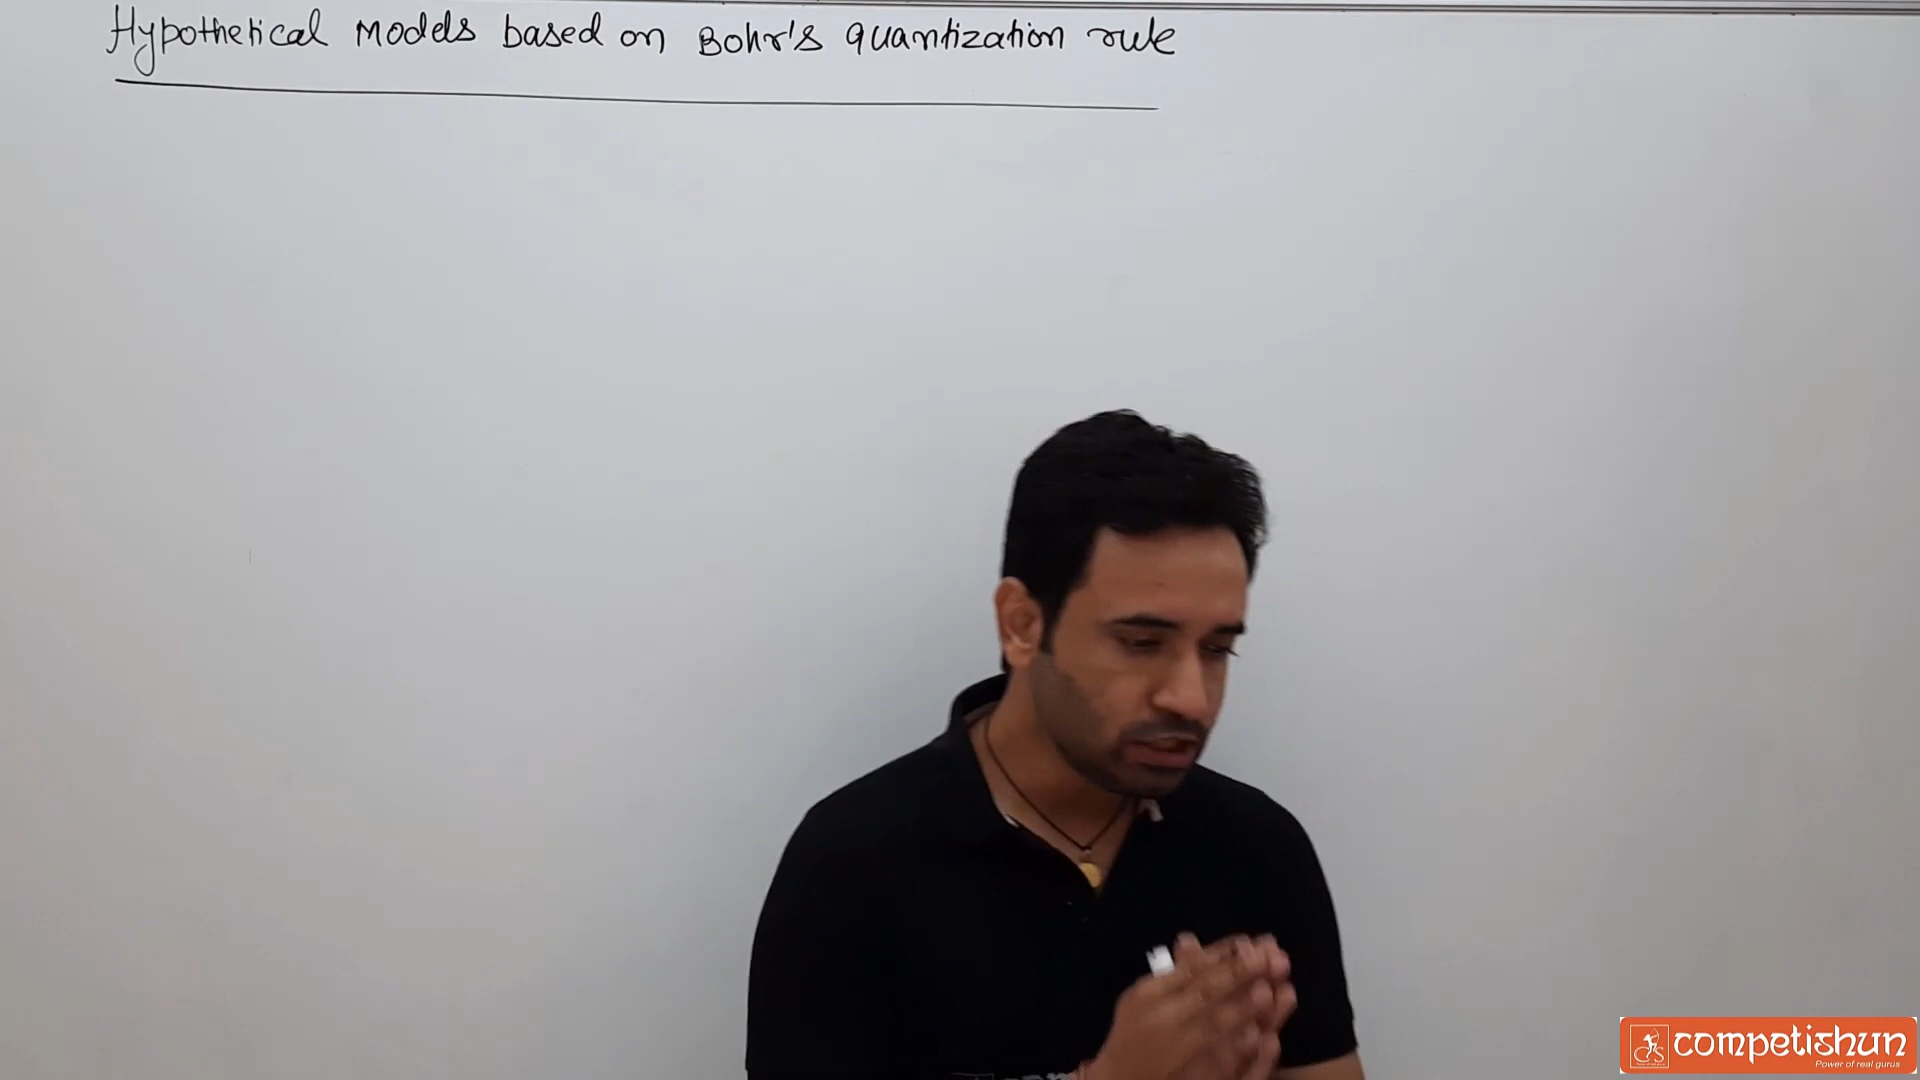 Hypothetical Models based on Bohr's quantization rule
competishun
Power of real gurus